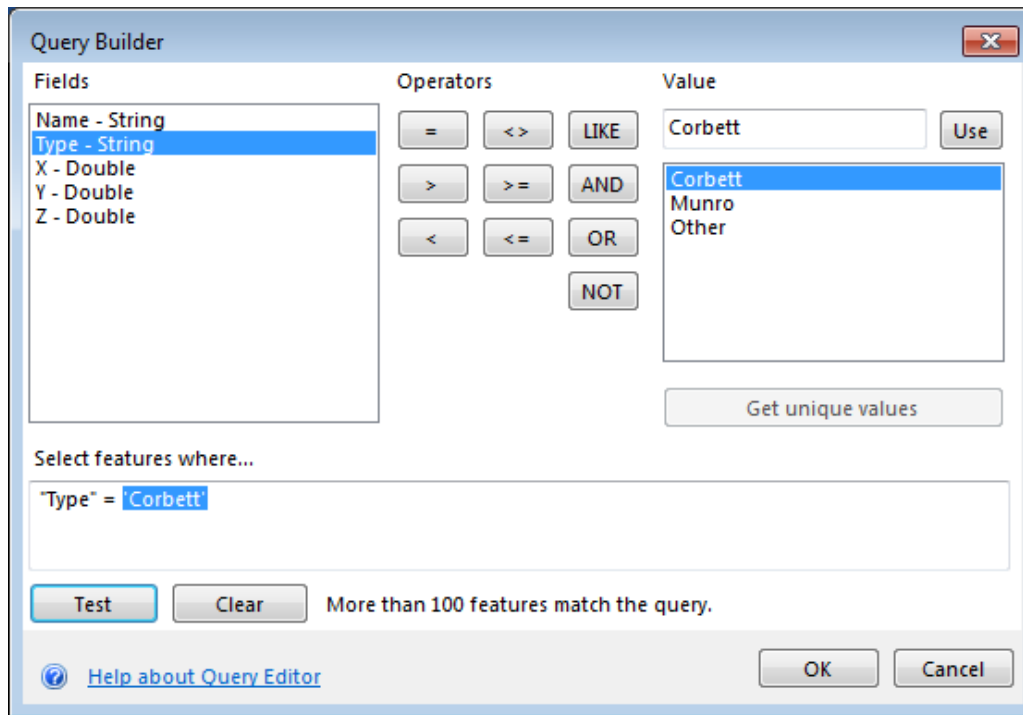 Query Builder
Fields
Name - String
Type - String
X - Double
Y - Double
Z - Double
Operators
= <> LIKE
> >= AND
< <= OR
NOT
Value
Corbett Use
Corbett
Munro
Other
Get unique values
Select features where...
"Type" = 'Corbett'
Test Clear More than 100 features match the query.
Help about Query Editor OK Cancel